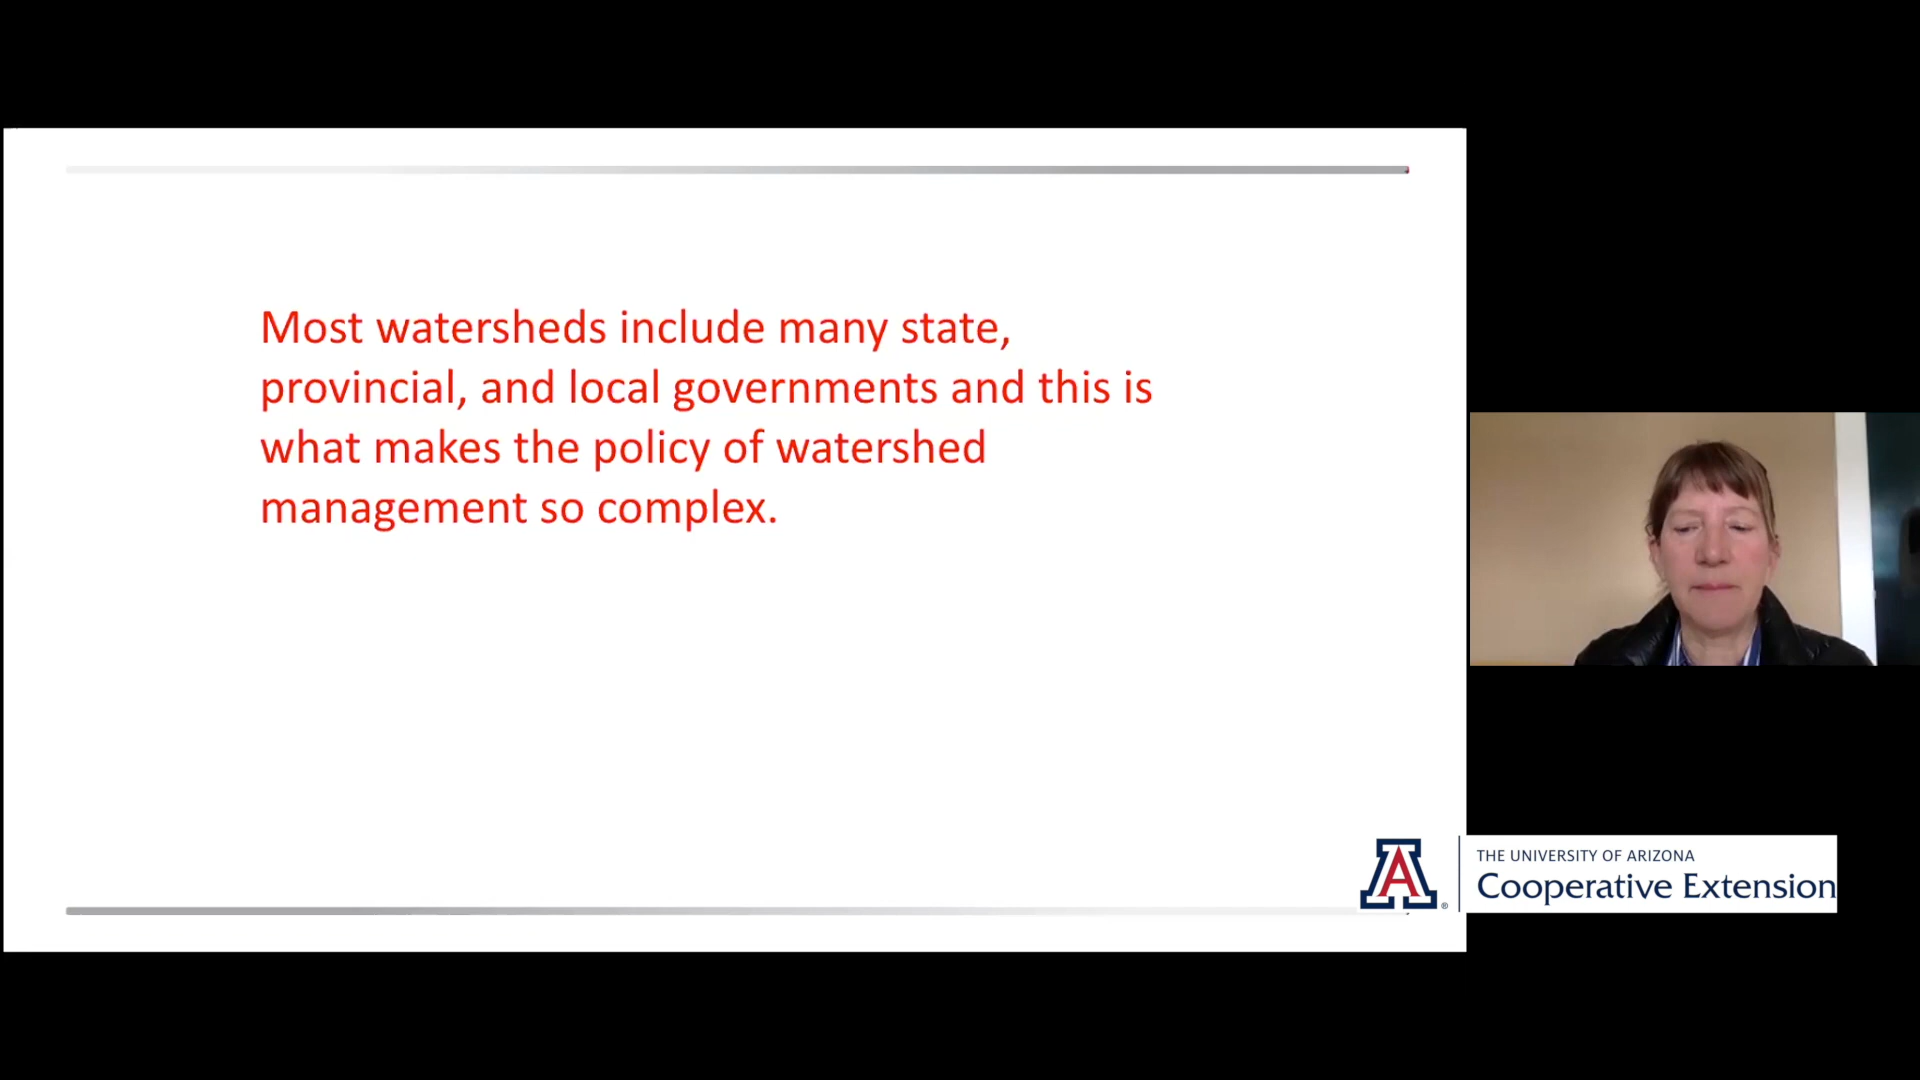 Most watersheds include many state,
provincial, and local governments and this is
what makes the policy of watershed
management so complex.
A
®
THE UNIVERSITY OF ARIZONA
Cooperative Extension